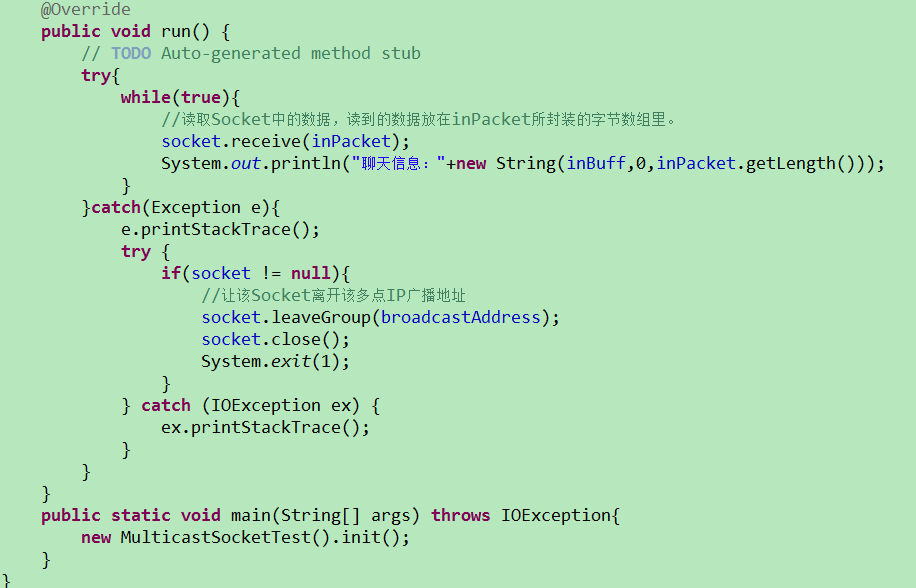 @Override
public void run() {
// TODO Auto-generated method stub
try{
while(true){
//读取Socket中的数据，读到的数据放在inPacket所封装的字节数组里。
socket.receive(inPacket);
System.out.println("聊天信息："+new String(inBuff,0,inPacket.getLength()));
}
}catch(Exception e){
e.printStackTrace();
try {
if(socket != null){
//让该Socket离开该多点IP广播地址
socket.leaveGroup(broadcastAddress);
socket.close();
System.exit(1);
}
} catch (IOException ex) {
ex.printStackTrace();
}
}
}
public static void main(String[] args) throws IOException{
new MulticastSocketTest().init();
}
}